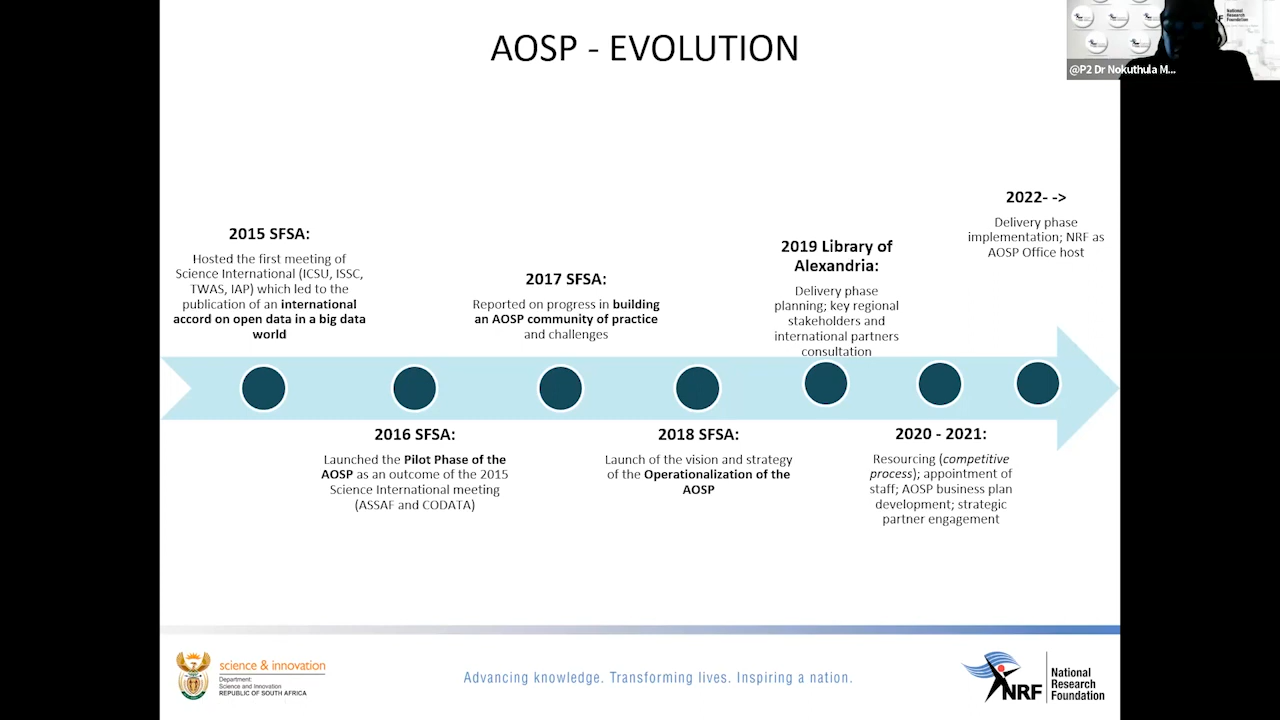 AOSP - EVOLUTION
National
Research
Foundation
@P2 Dr Nokuthula M...
2015 SFSA:
Hosted the first meeting of
Science International (ICSU, ISSC,
TWAS, IAP) which led to the
publication of an international
accord on open data in a big data
world
2016 SFSA:
Launched the Pilot Phase of the
AOSP as an outcome of the 2015
Science International meeting
(ASSAF and CODATA)
2017 SFSA:
Reported on progress in building
an AOSP community of practice
and challenges
2018 SFSA:
Launch of the vision and strategy
of the Operationalization of the
AOSP
2019 Library of
Alexandria:
Delivery phase
planning; key regional
stakeholders and
international partners
consultation
2020 - 2021:
Resourcing (competitive
process); appointment of
staff; AOSP business plan
development; strategic
partner engagement
2022- ->
Delivery phase
implementation; NRF as
AOSP Office host
science & innovation
Department:
Science and Innovation
REPUBLIC OF SOUTH AFRICA
Advancing knowledge. Transforming lives. Inspiring a nation.
NRF
National
Research
Foundation